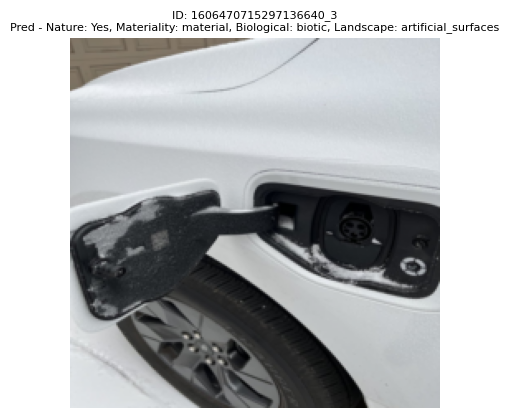 ID: 1606470715297136640_3
Pred - Nature: Yes, Materiality: material, Biological: biotic, Landscape: artificial_surfaces